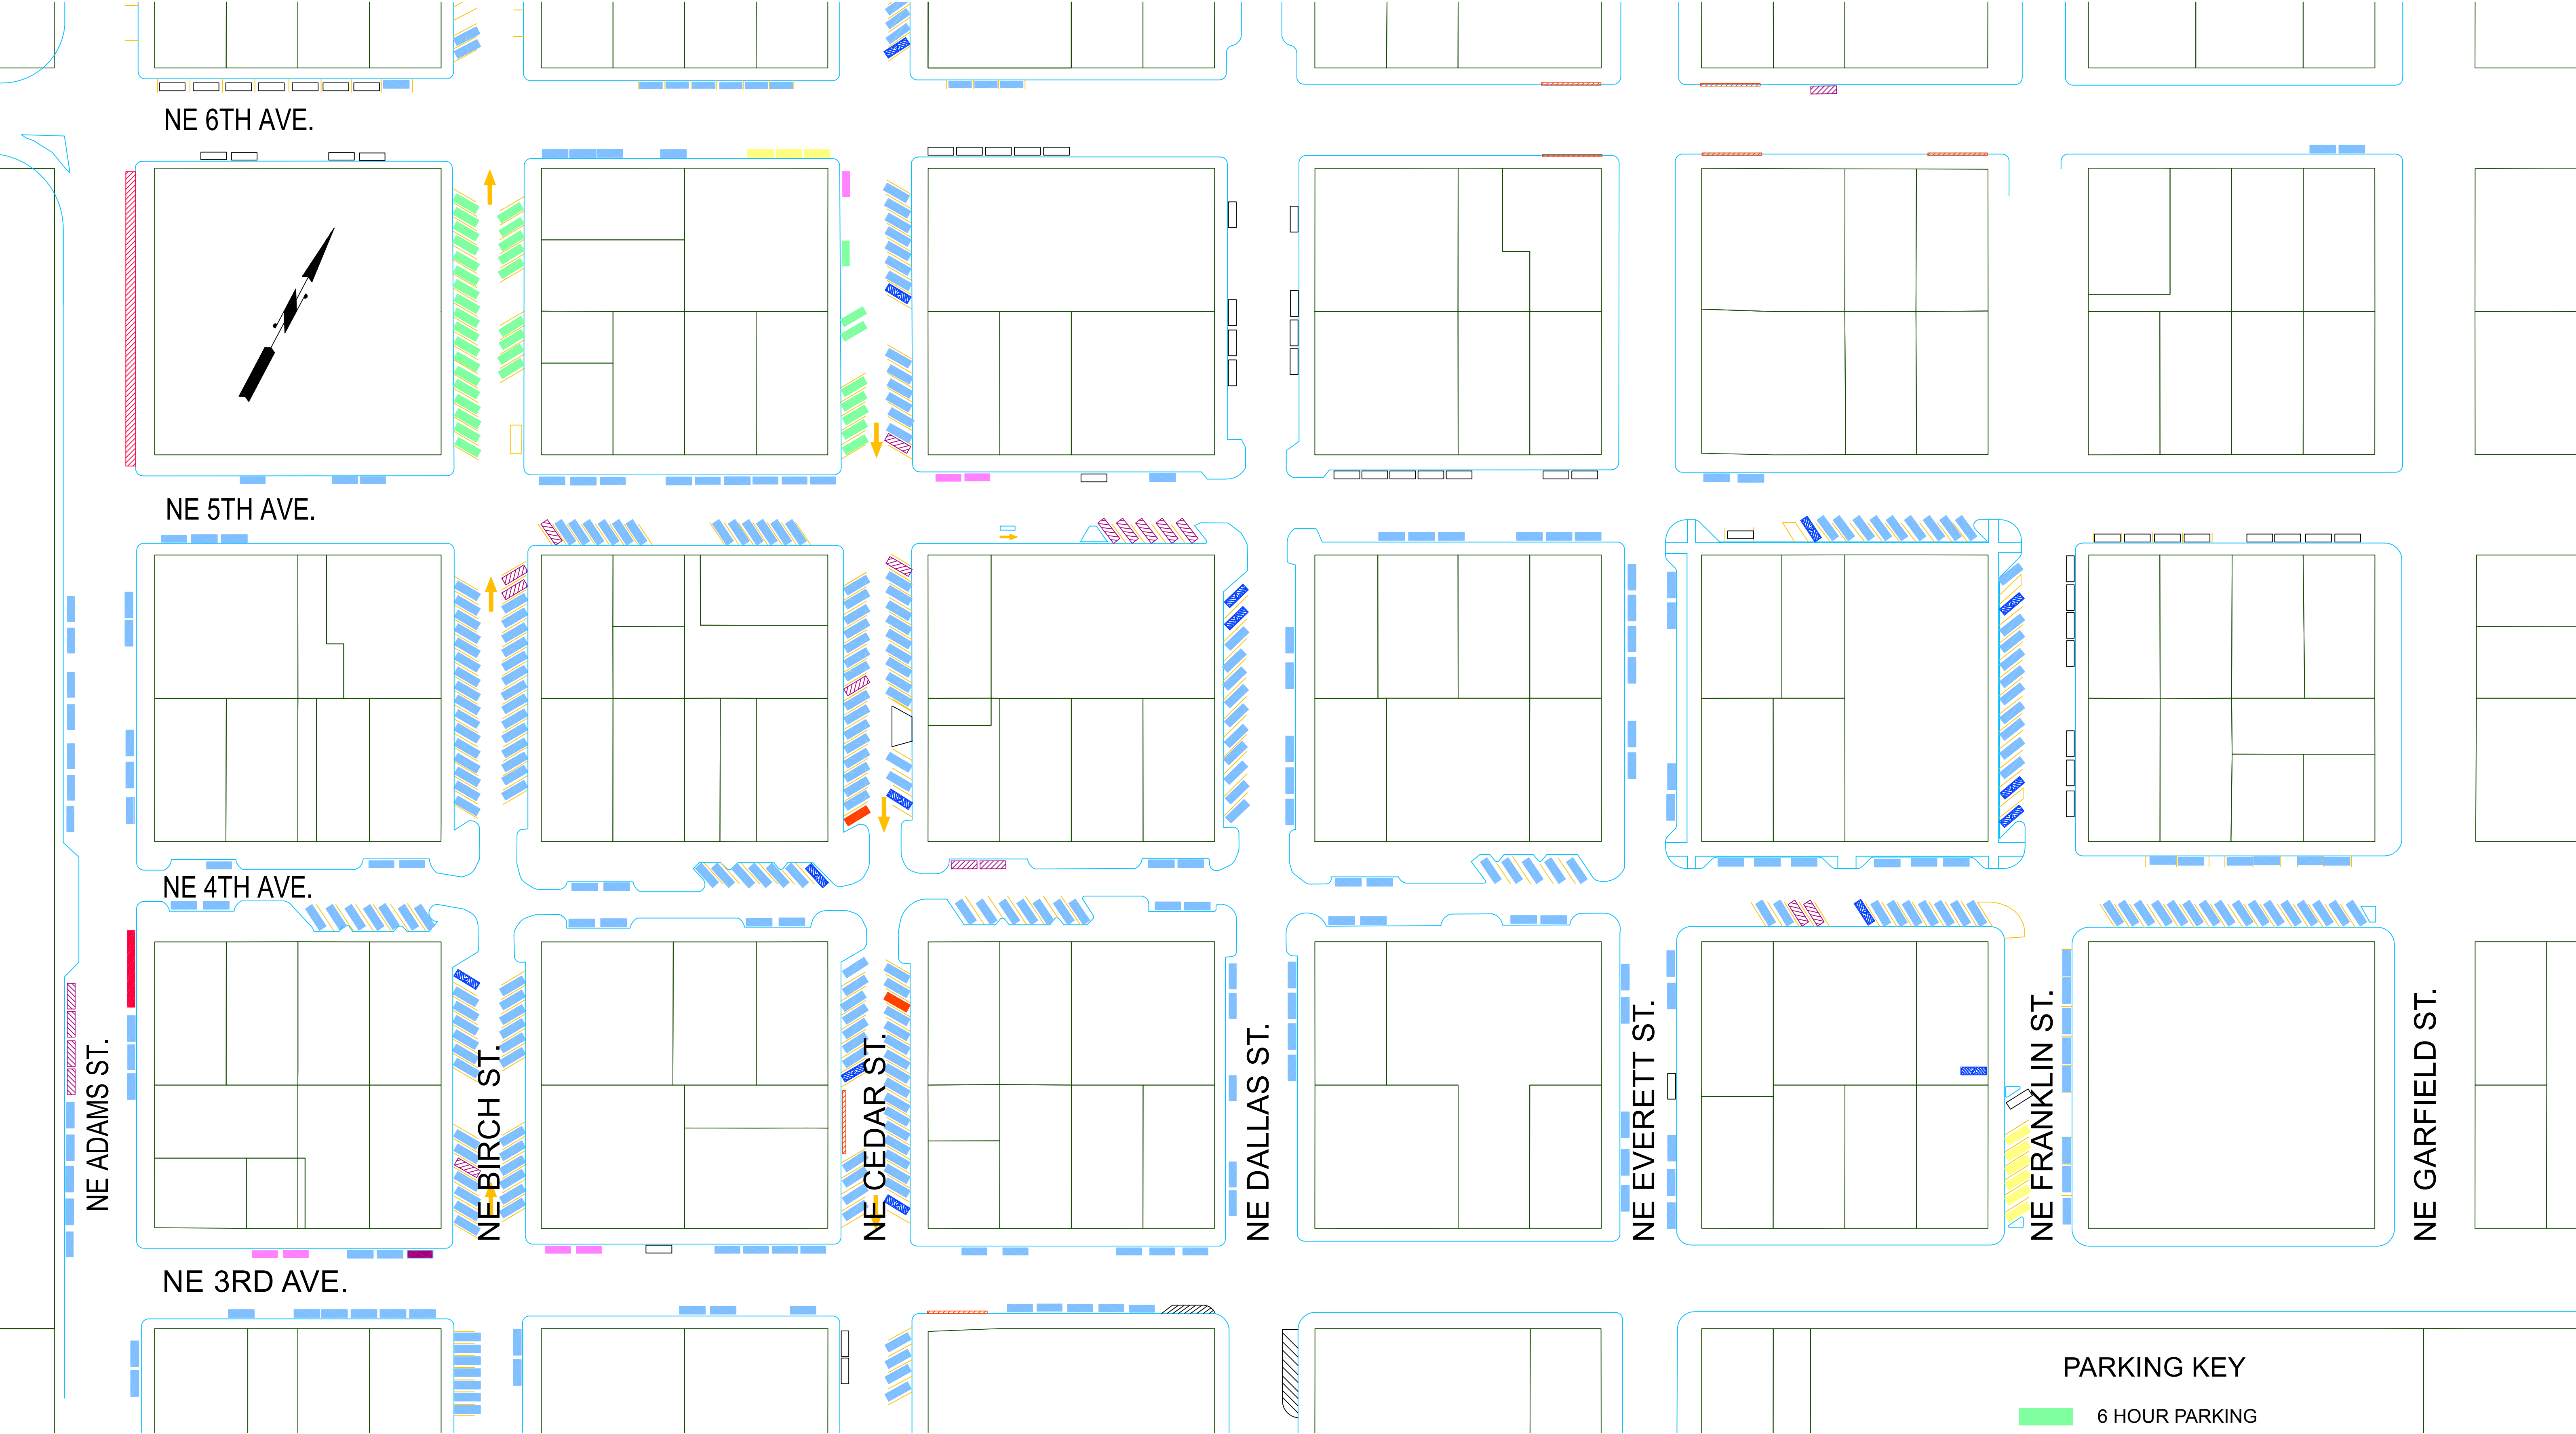 NE 6TH AVE.
NE 5TH AVE.
NE 4TH AVE.
NE ADAMS ST.
NE BIRCH ST.
NE CEDAR ST.
NE DALLAS ST.
NE EVERETT ST.
NE FRANKLIN ST.
NE GARFIELD ST.
NE 3RD AVE.
PARKING KEY
6 HOUR PARKING